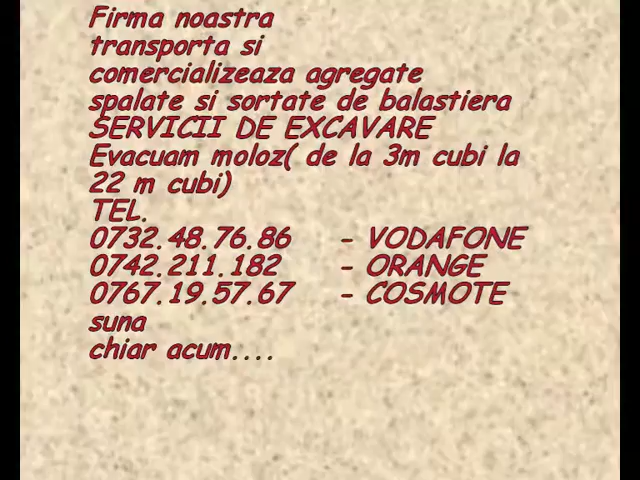 Firma noastra
transporta si
comercializeaza agregate
spalate si sortate de balastiera
SERVICII DE EXCAVARE
Evacuam moloz( de la 3m cubi la
22 m cubi)
TEL.
0732.48.76.86 - VODAFONE
0742.211.182 - ORANGE
0767.19.57.67 - COSMOTE
suna
chiar acum....